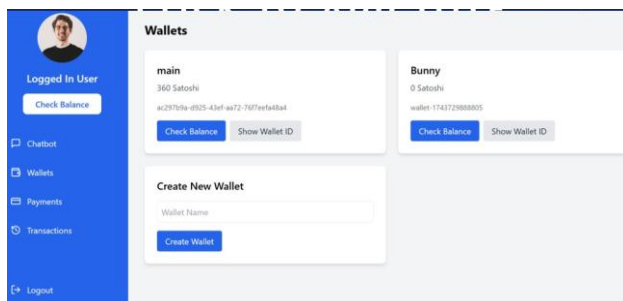 Wallets
Logged In User
Check Balance
Chatbot
Wallets
Payments
Transactions
Logout
main
360 Satoshi
ac297b9a-d925-43ef-aa72-76f7eefa48a4
Check Balance Show Wallet ID
Bunny
0 Satoshi
wallet-1743729888805
Check Balance Show Wallet ID
Create New Wallet
Wallet Name
Create Wallet